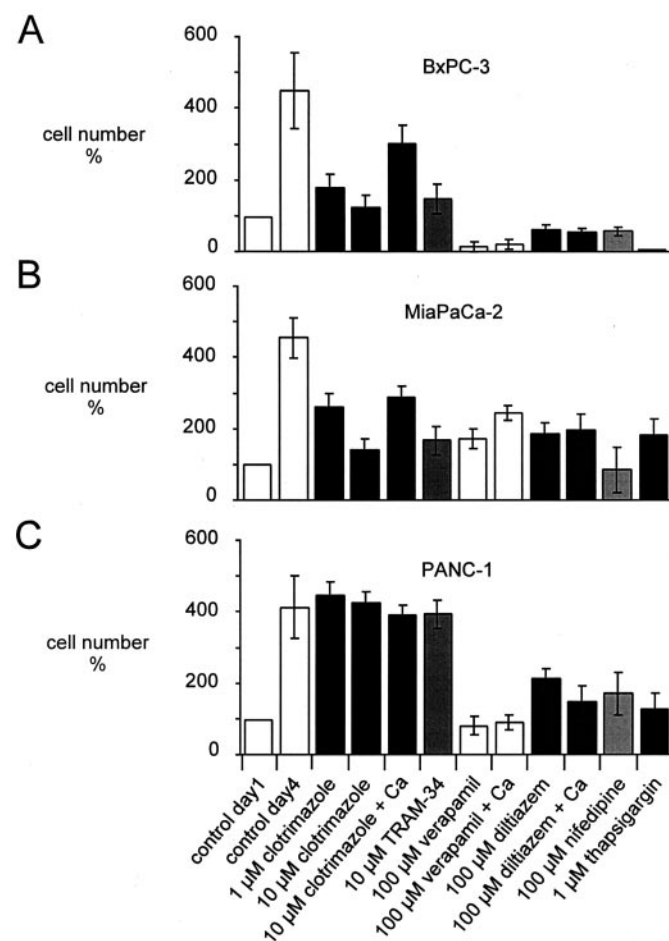 A
600
400
200
0
cell number
%
BxPC-3
B
600
400
200
0
cell number
%
MiaPaCa-2
C
600
400
200
0
cell number
%
PANC-1
control day1
control day4
1 µM clotrimazole
10 µM clotrimazole
10 µM clotrimazole + Ca
10 µM TRAM-34
100 µM verapamil
100 µM verapamil + Ca
100 µM diltiazem
100 µM diltiazem + Ca
100 µM nifedipine
1 µM thapsigargin